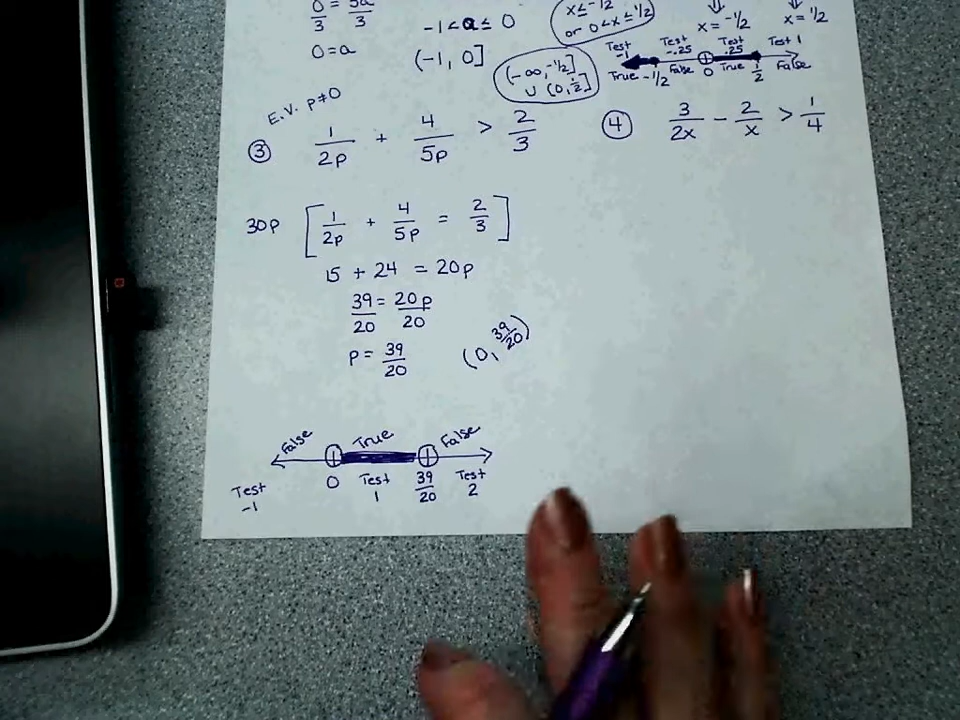 0/3 = 5a/3
0 = a
-1 < a ≤ 0
(-1, 0]
x ≤ -1/2
or 0 < x ≤ 1/2
(-∞, -1/2]
∪ (0, 1/2]
x = -1/2
x = 1/2
Test -1 Test -.25 Test .25 Test 1
True -1/2 False 0 True 1/2 False
E.V. p ≠ 0
③ 1/2p + 4/5p > 2/3
30p [ 1/2p + 4/5p = 2/3 ]
15 + 24 = 20p
39/20 = 20p/20
p = 39/20
(0, 39/20)
False True False
Test -1 0 Test 1 39/20 Test 2
④ 3/2x - 2/x > 1/4